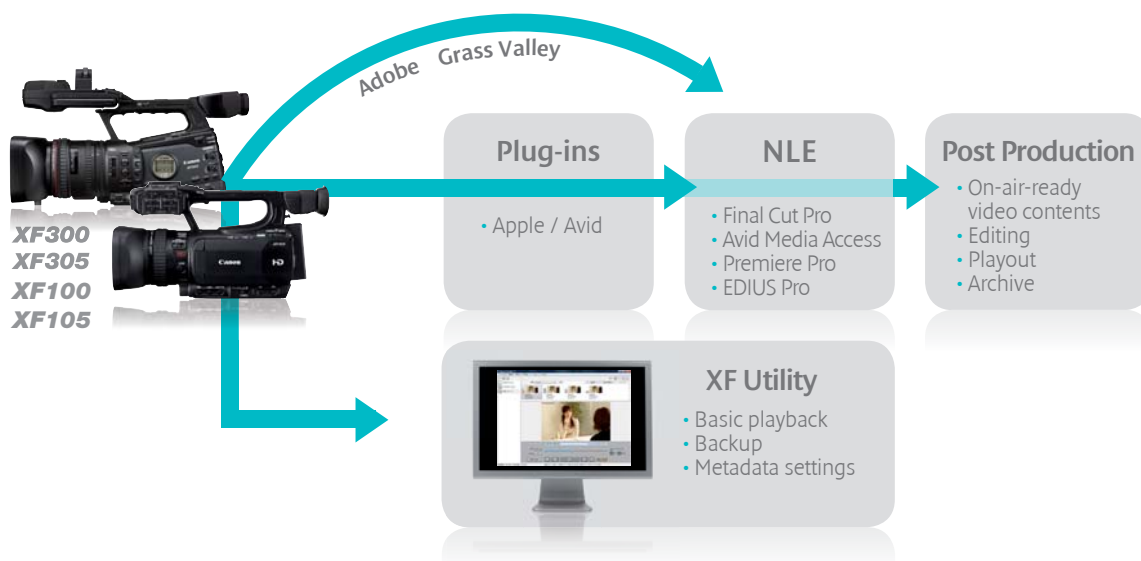 Adobe Grass Valley
XF300
XF305
XF100
XF105
Canon
HD
Plug-ins
• Apple / Avid
NLE
• Final Cut Pro
• Avid Media Access
• Premiere Pro
• EDIUS Pro
Post Production
• On-air-ready
video contents
• Editing
• Playout
• Archive
XF Utility
• Basic playback
• Backup
• Metadata settings